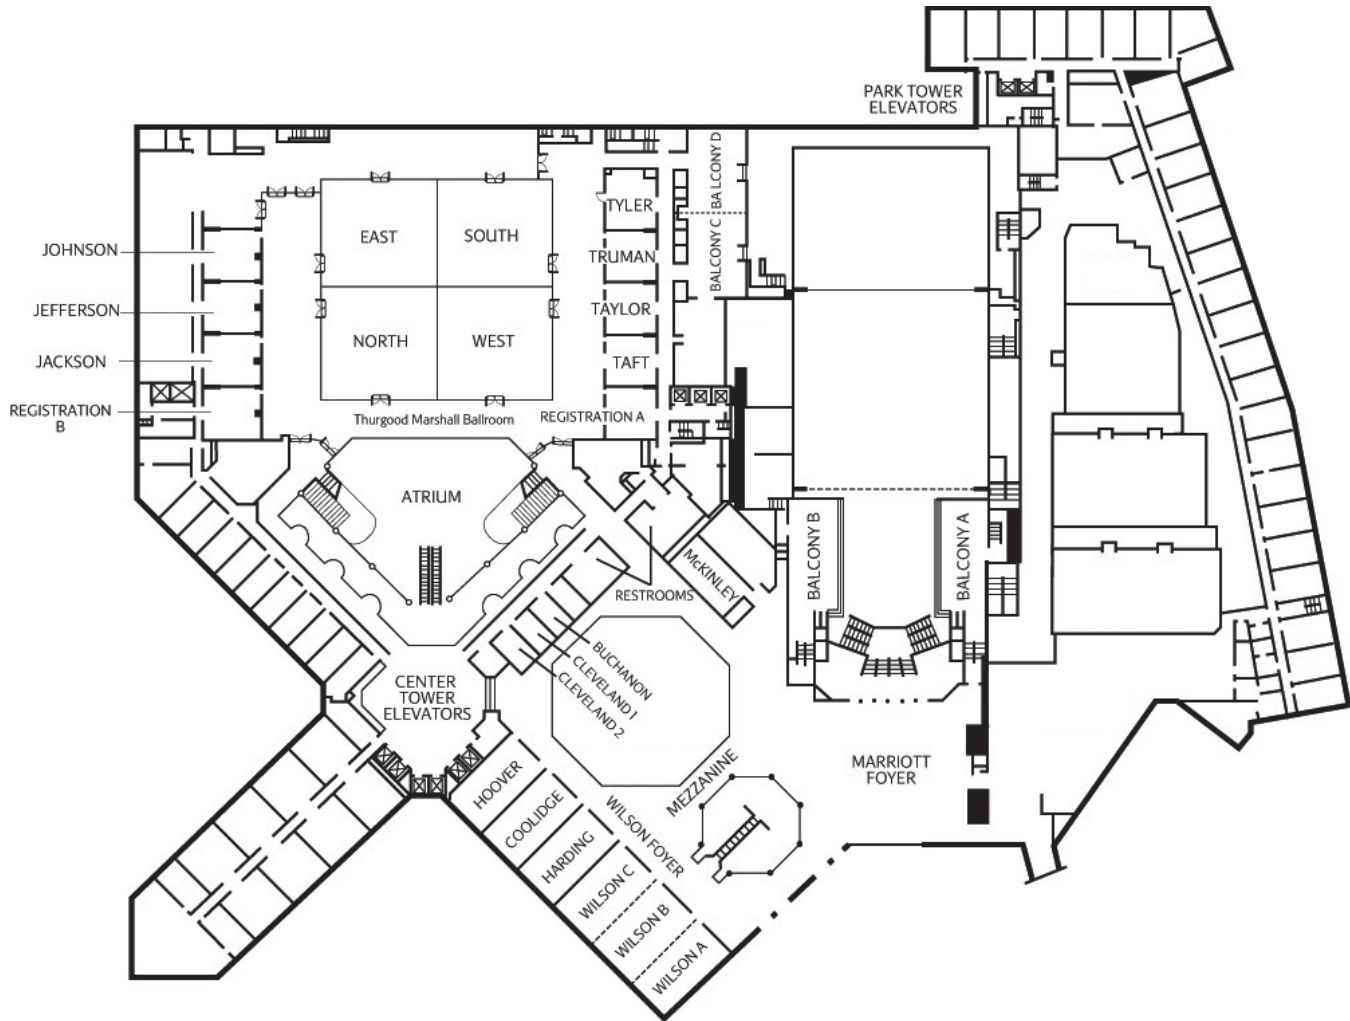 PARK TOWER
ELEVATORS
BALCONY D
BALCONY C
TYLER
TRUMAN
TAYLOR
TAFT
EAST
SOUTH
NORTH
WEST
JOHNSON
JEFFERSON
JACKSON
REGISTRATION
B
Thurgood Marshall Ballroom
REGISTRATION A
ATRIUM
McKINLEY
BALCONY B
BALCONY A
RESTROOMS
BUCHANON
CLEVELAND 1
CLEVELAND 2
CENTER
TOWER
ELEVATORS
MEZZANINE
MARRIOTT
FOYER
HOOVER
COOLIDGE
HARDING
WILSON FOYER
WILSON C
WILSON B
WILSON A